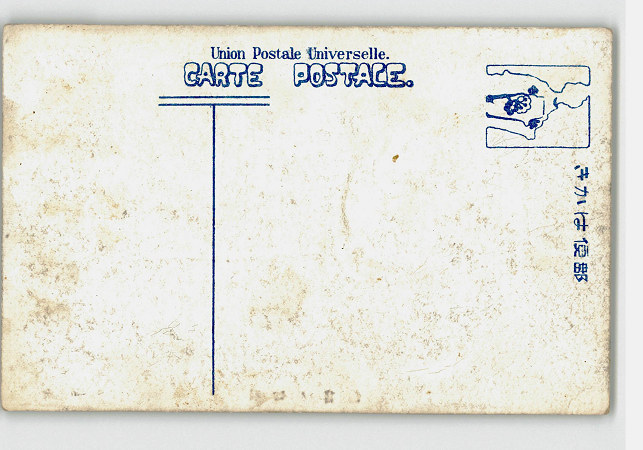 Union Postale Universelle.
CARTE POSTALE.
きかは便郵